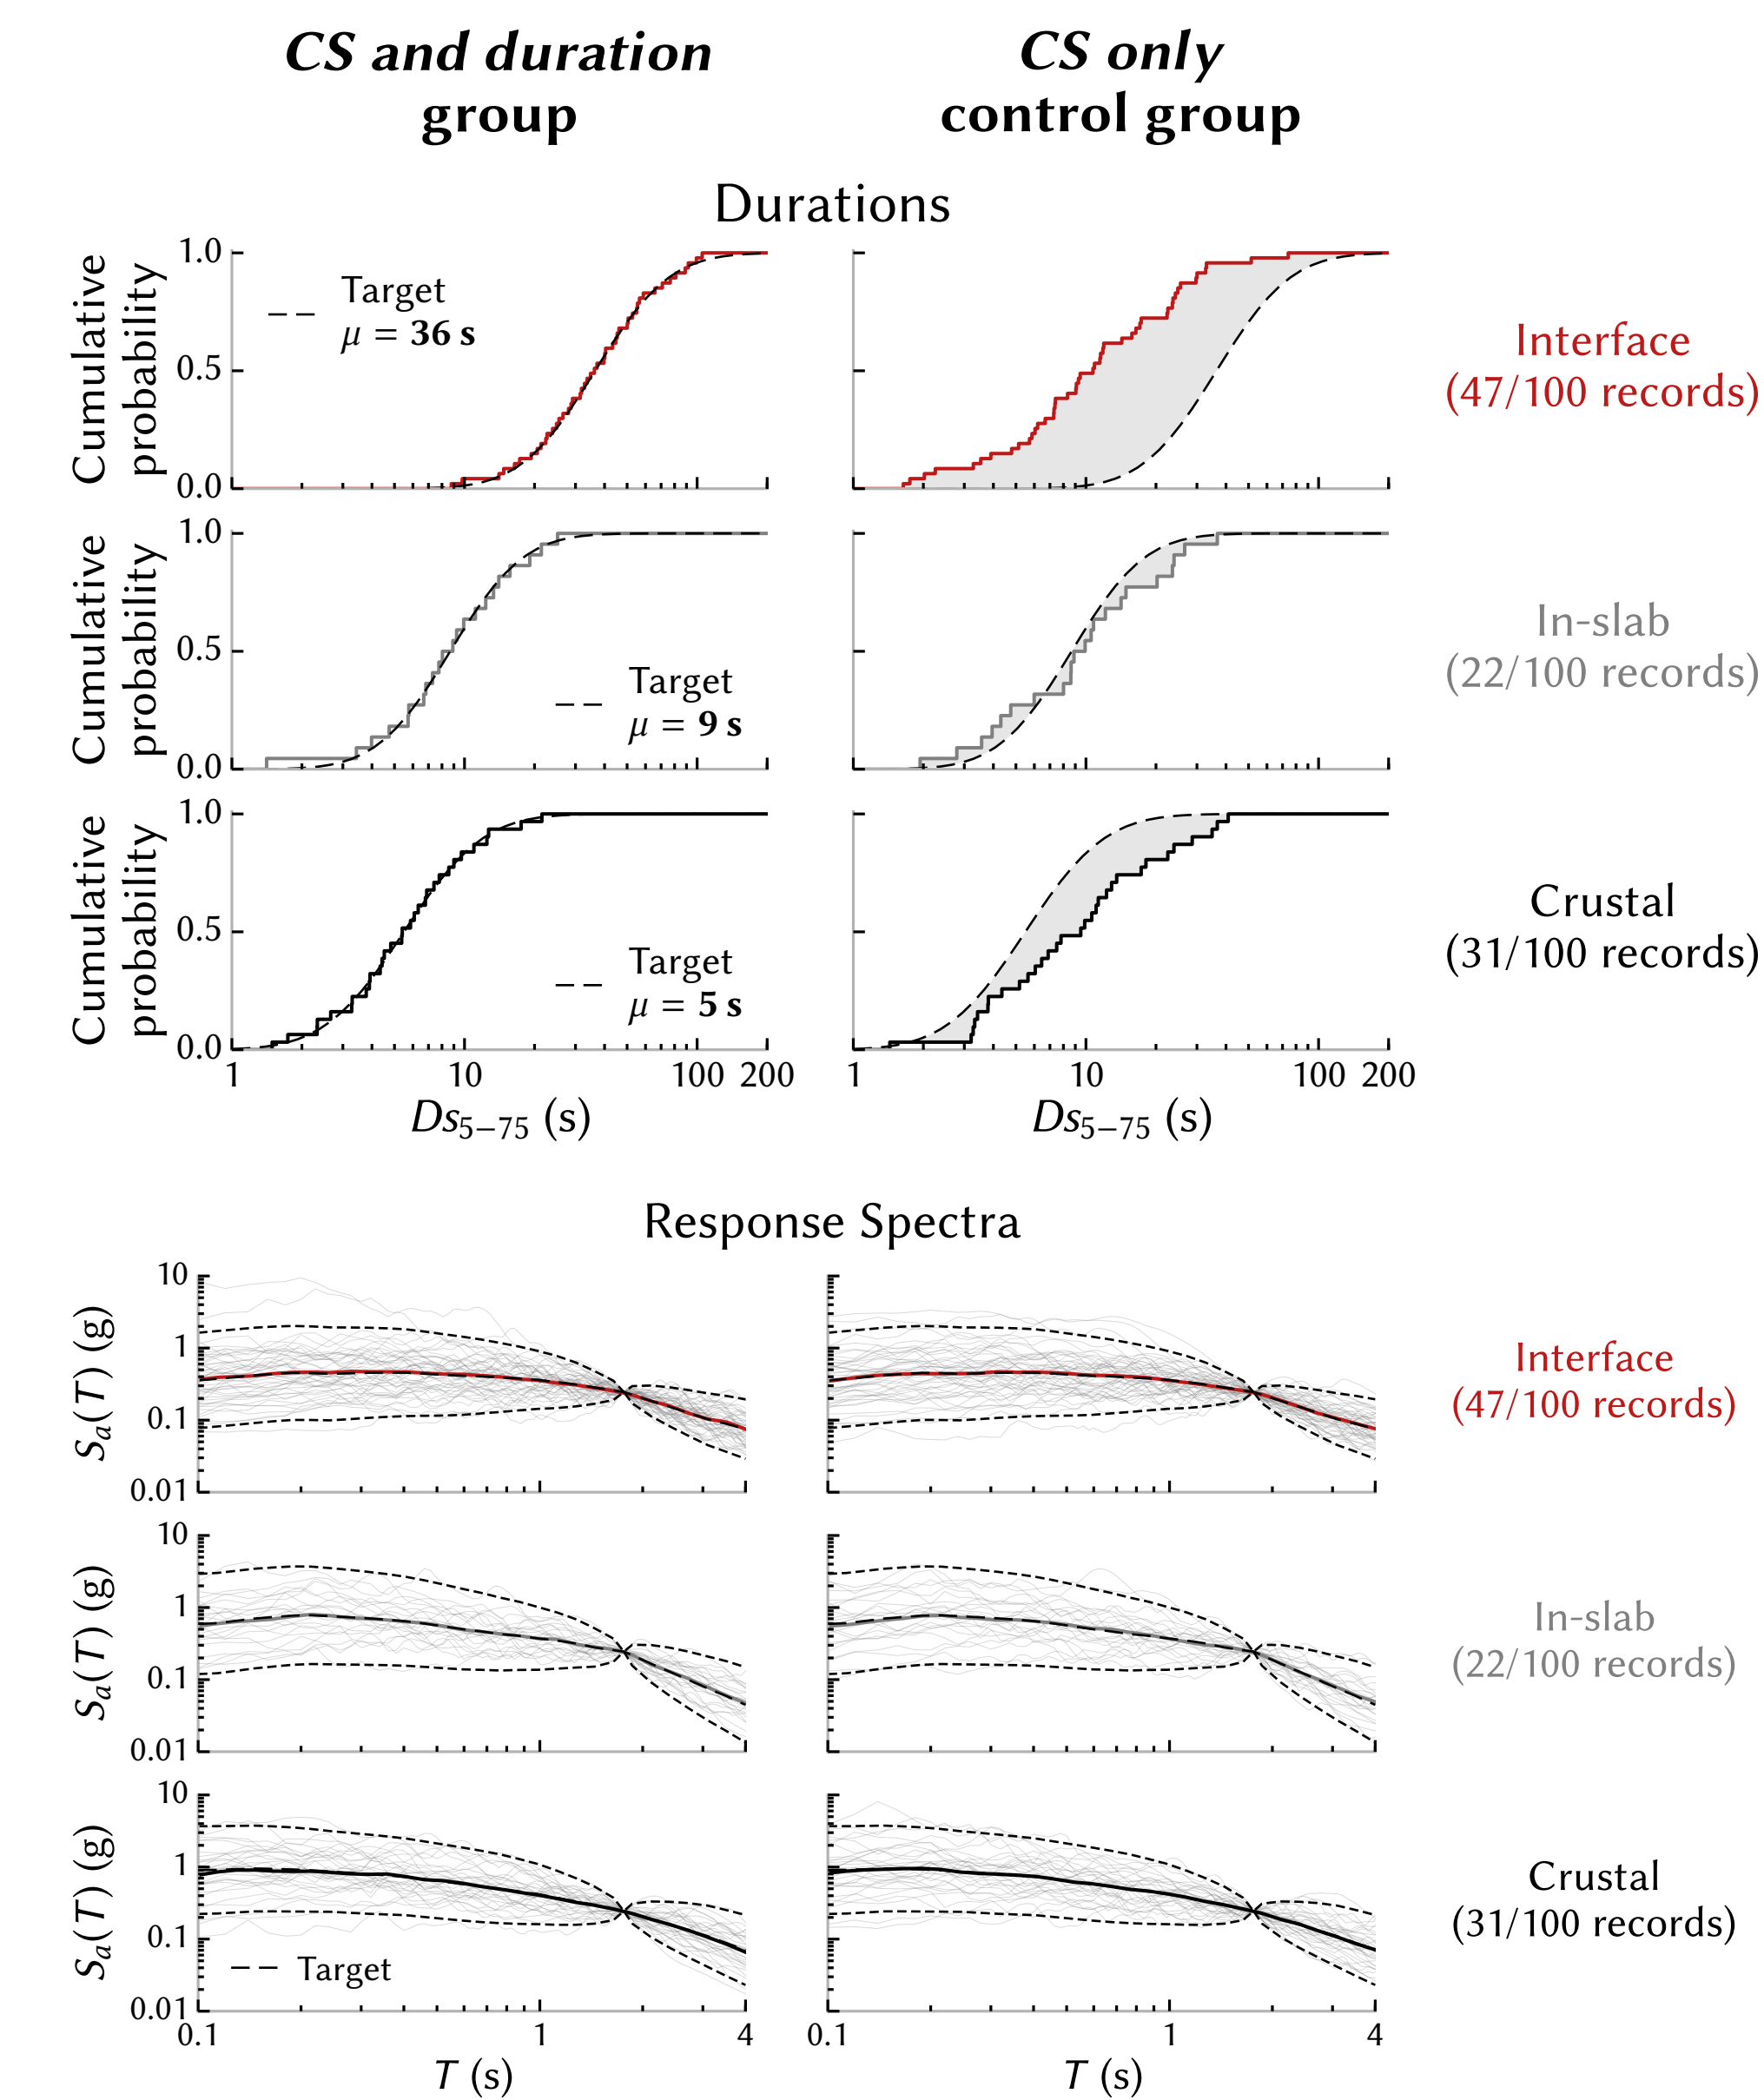 CS and duration
group
CS only
control group
Durations
Cumulative
probability
1.0
0.5
0.0
Target
μ = 36 s
Interface
(47/100 records)
Cumulative
probability
1.0
0.5
0.0
Target
μ = 9 s
In-slab
(22/100 records)
Cumulative
probability
1.0
0.5
0.0
Target
μ = 5 s
Crustal
(31/100 records)
1 10 100 200
1 10 100 200
Ds5−75 (s)
Ds5−75 (s)
Response Spectra
Sa(T) (g)
10
1
0.1
0.01
Interface
(47/100 records)
Sa(T) (g)
10
1
0.1
0.01
In-slab
(22/100 records)
Sa(T) (g)
10
1
0.1
0.01
Target
Crustal
(31/100 records)
0.1 1 4
0.1 1 4
T (s)
T (s)